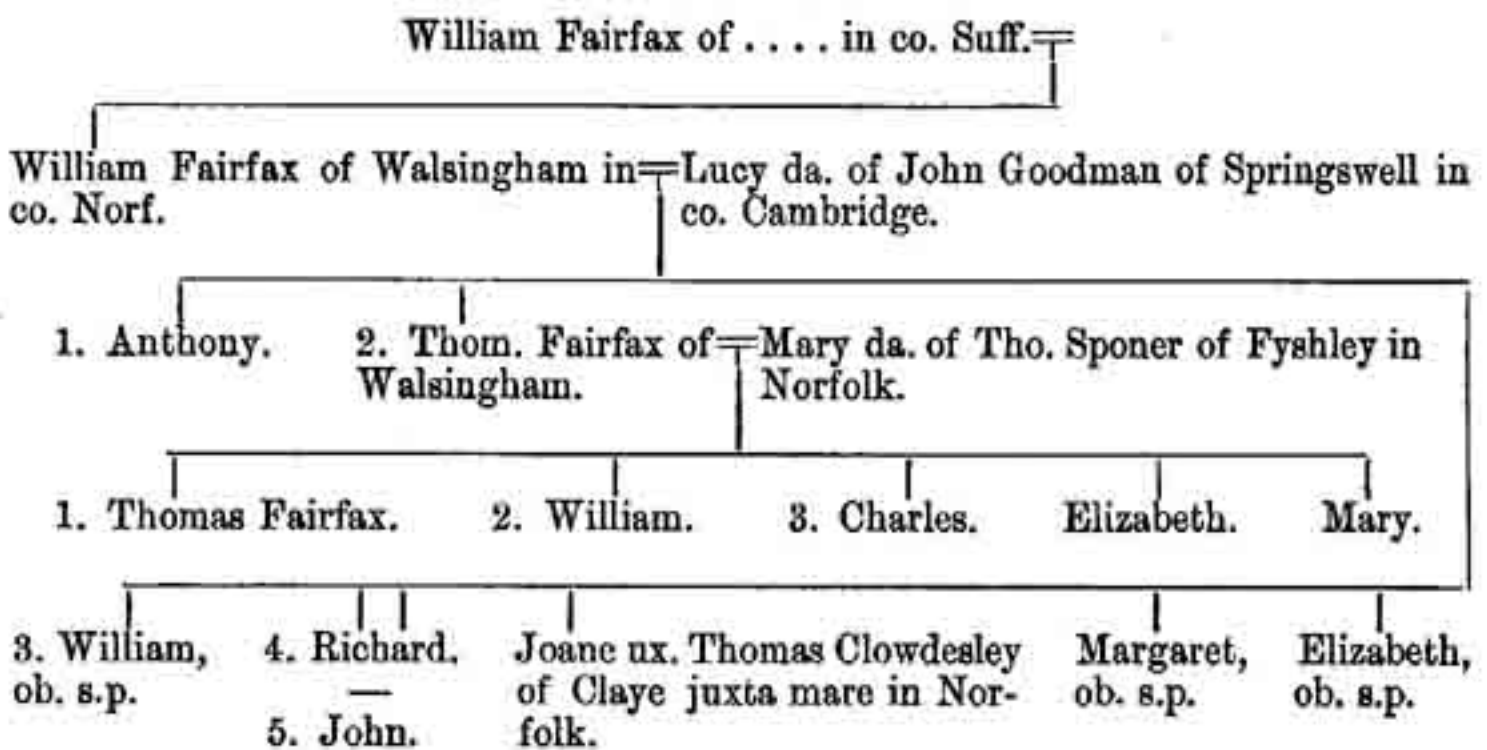 William Fairfax of . . . . in co. Suff.
William Fairfax of Walsingham in
co. Norf.
Lucy da. of John Goodman of Springswell in
co. Cambridge.
1. Anthony.
2. Thom. Fairfax of
Walsingham.
Mary da. of Tho. Sponer of Fyshley in
Norfolk.
1. Thomas Fairfax.
2. William.
3. Charles.
Elizabeth.
Mary.
3. William,
ob. s.p.
4. Richard.
—
5. John.
Joane ux. Thomas Clowdesley
of Claye juxta mare in Nor-
folk.
Margaret,
ob. s.p.
Elizabeth,
ob. s.p.